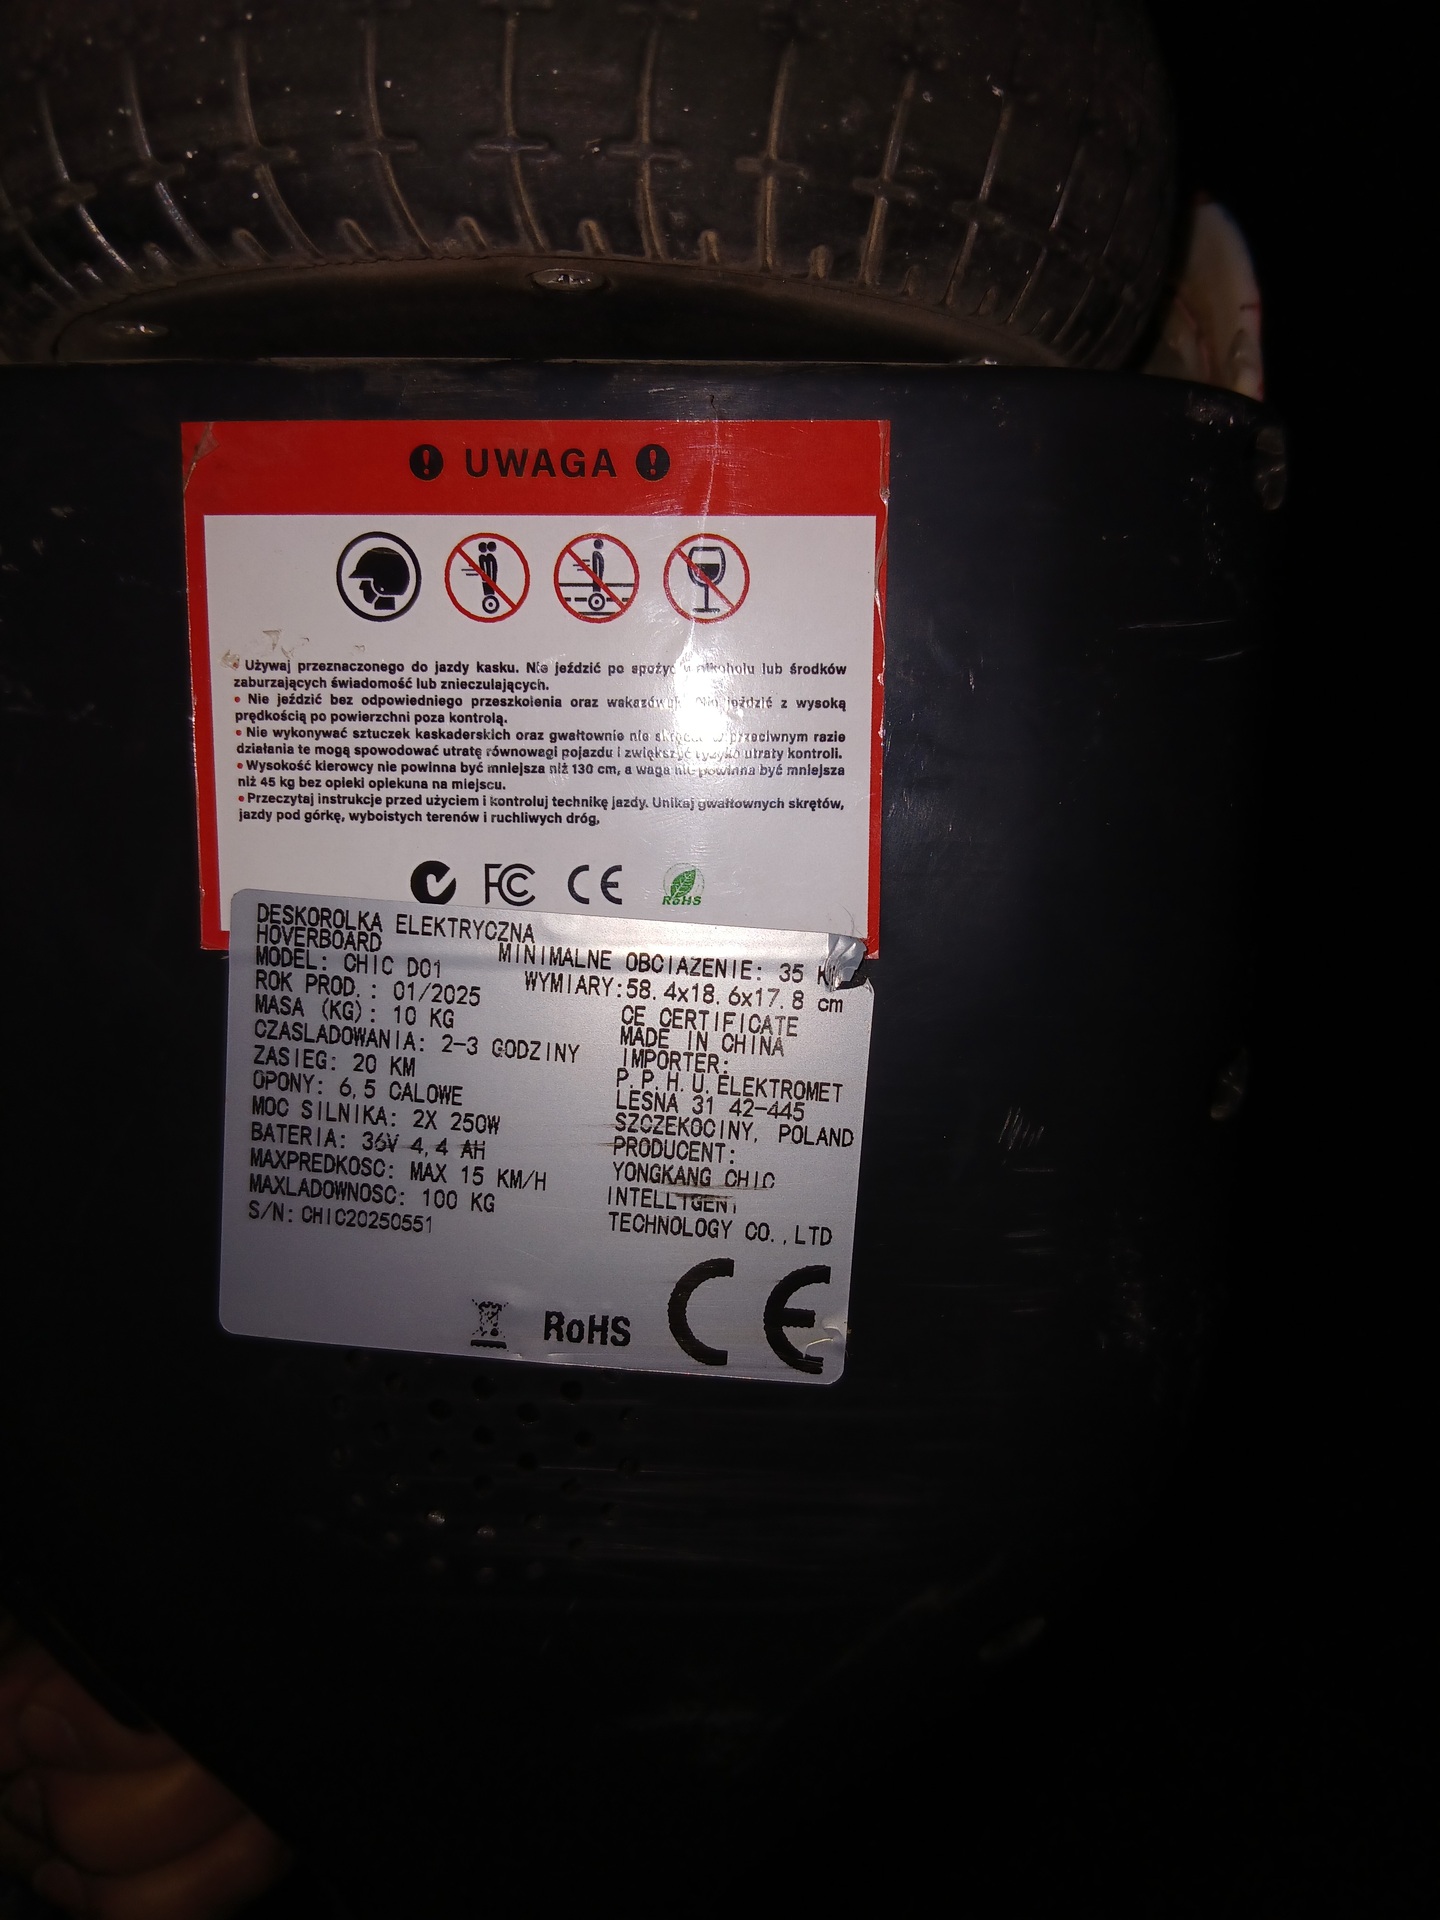 UWAGA
• Używaj przeznaczonego do jazdy kasku. Nie jeździć po alkoholu lub środków
zaburzających świadomość lub znieczulających.
• Nie jeździć bez odpowiedniego przeszkolenia oraz Nie jeździć z wysoką
prędkością po powierzchni poza kontrolą.
• Nie wykonywać sztuczek kaskaderskich oraz gwałtownie nie w przeciwnym razie
działania te mogą spowodować utratę równowagi pojazdu i zwiększyć ryzyko utraty kontroli.
• Wysokość kierowcy nie powinna być mniejsza niż 130 cm, a waga nie powinna być mniejsza
niż 45 kg bez opieki opiekuna na miejscu.
• Przeczytaj instrukcje przed użyciem i kontroluj technikę jazdy. Unikaj gwałtownych skrętów,
jazdy pod górkę, wyboistych terenów i ruchliwych dróg,
FC CE RoHS
DESKOROLKA ELEKTRYCZNA
HOVERBOARD
MODEL: CHIC D01
ROK PROD.: 01/2025
MASA (KG): 10 KG
CZASLADOWANIA: 2-3 GODZINY
ZASIEG: 20 KM
OPONY: 6,5 CALOWE
MOC SILNIKA: 2X 250W
BATERIA: 36V 4,4 AH
MAXPREDKOSC: MAX 15 KM/H
MAXLADOWNOSC: 100 KG
S/N: CHIC20250551
MINIMALNE OBCIAZENIE: 35
WYMIARY:58.4x18.6x17.8 cm
CE CERTIFICATE
MADE IN CHINA
IMPORTER:
P.P.H.U.ELEKTROMET
LESNA 31 42-445
SZCZEKOCINY, POLAND
PRODUCENT:
YONGKANG CHIC
INTELLIGENT
TECHNOLOGY CO.,LTD
RoHS CE